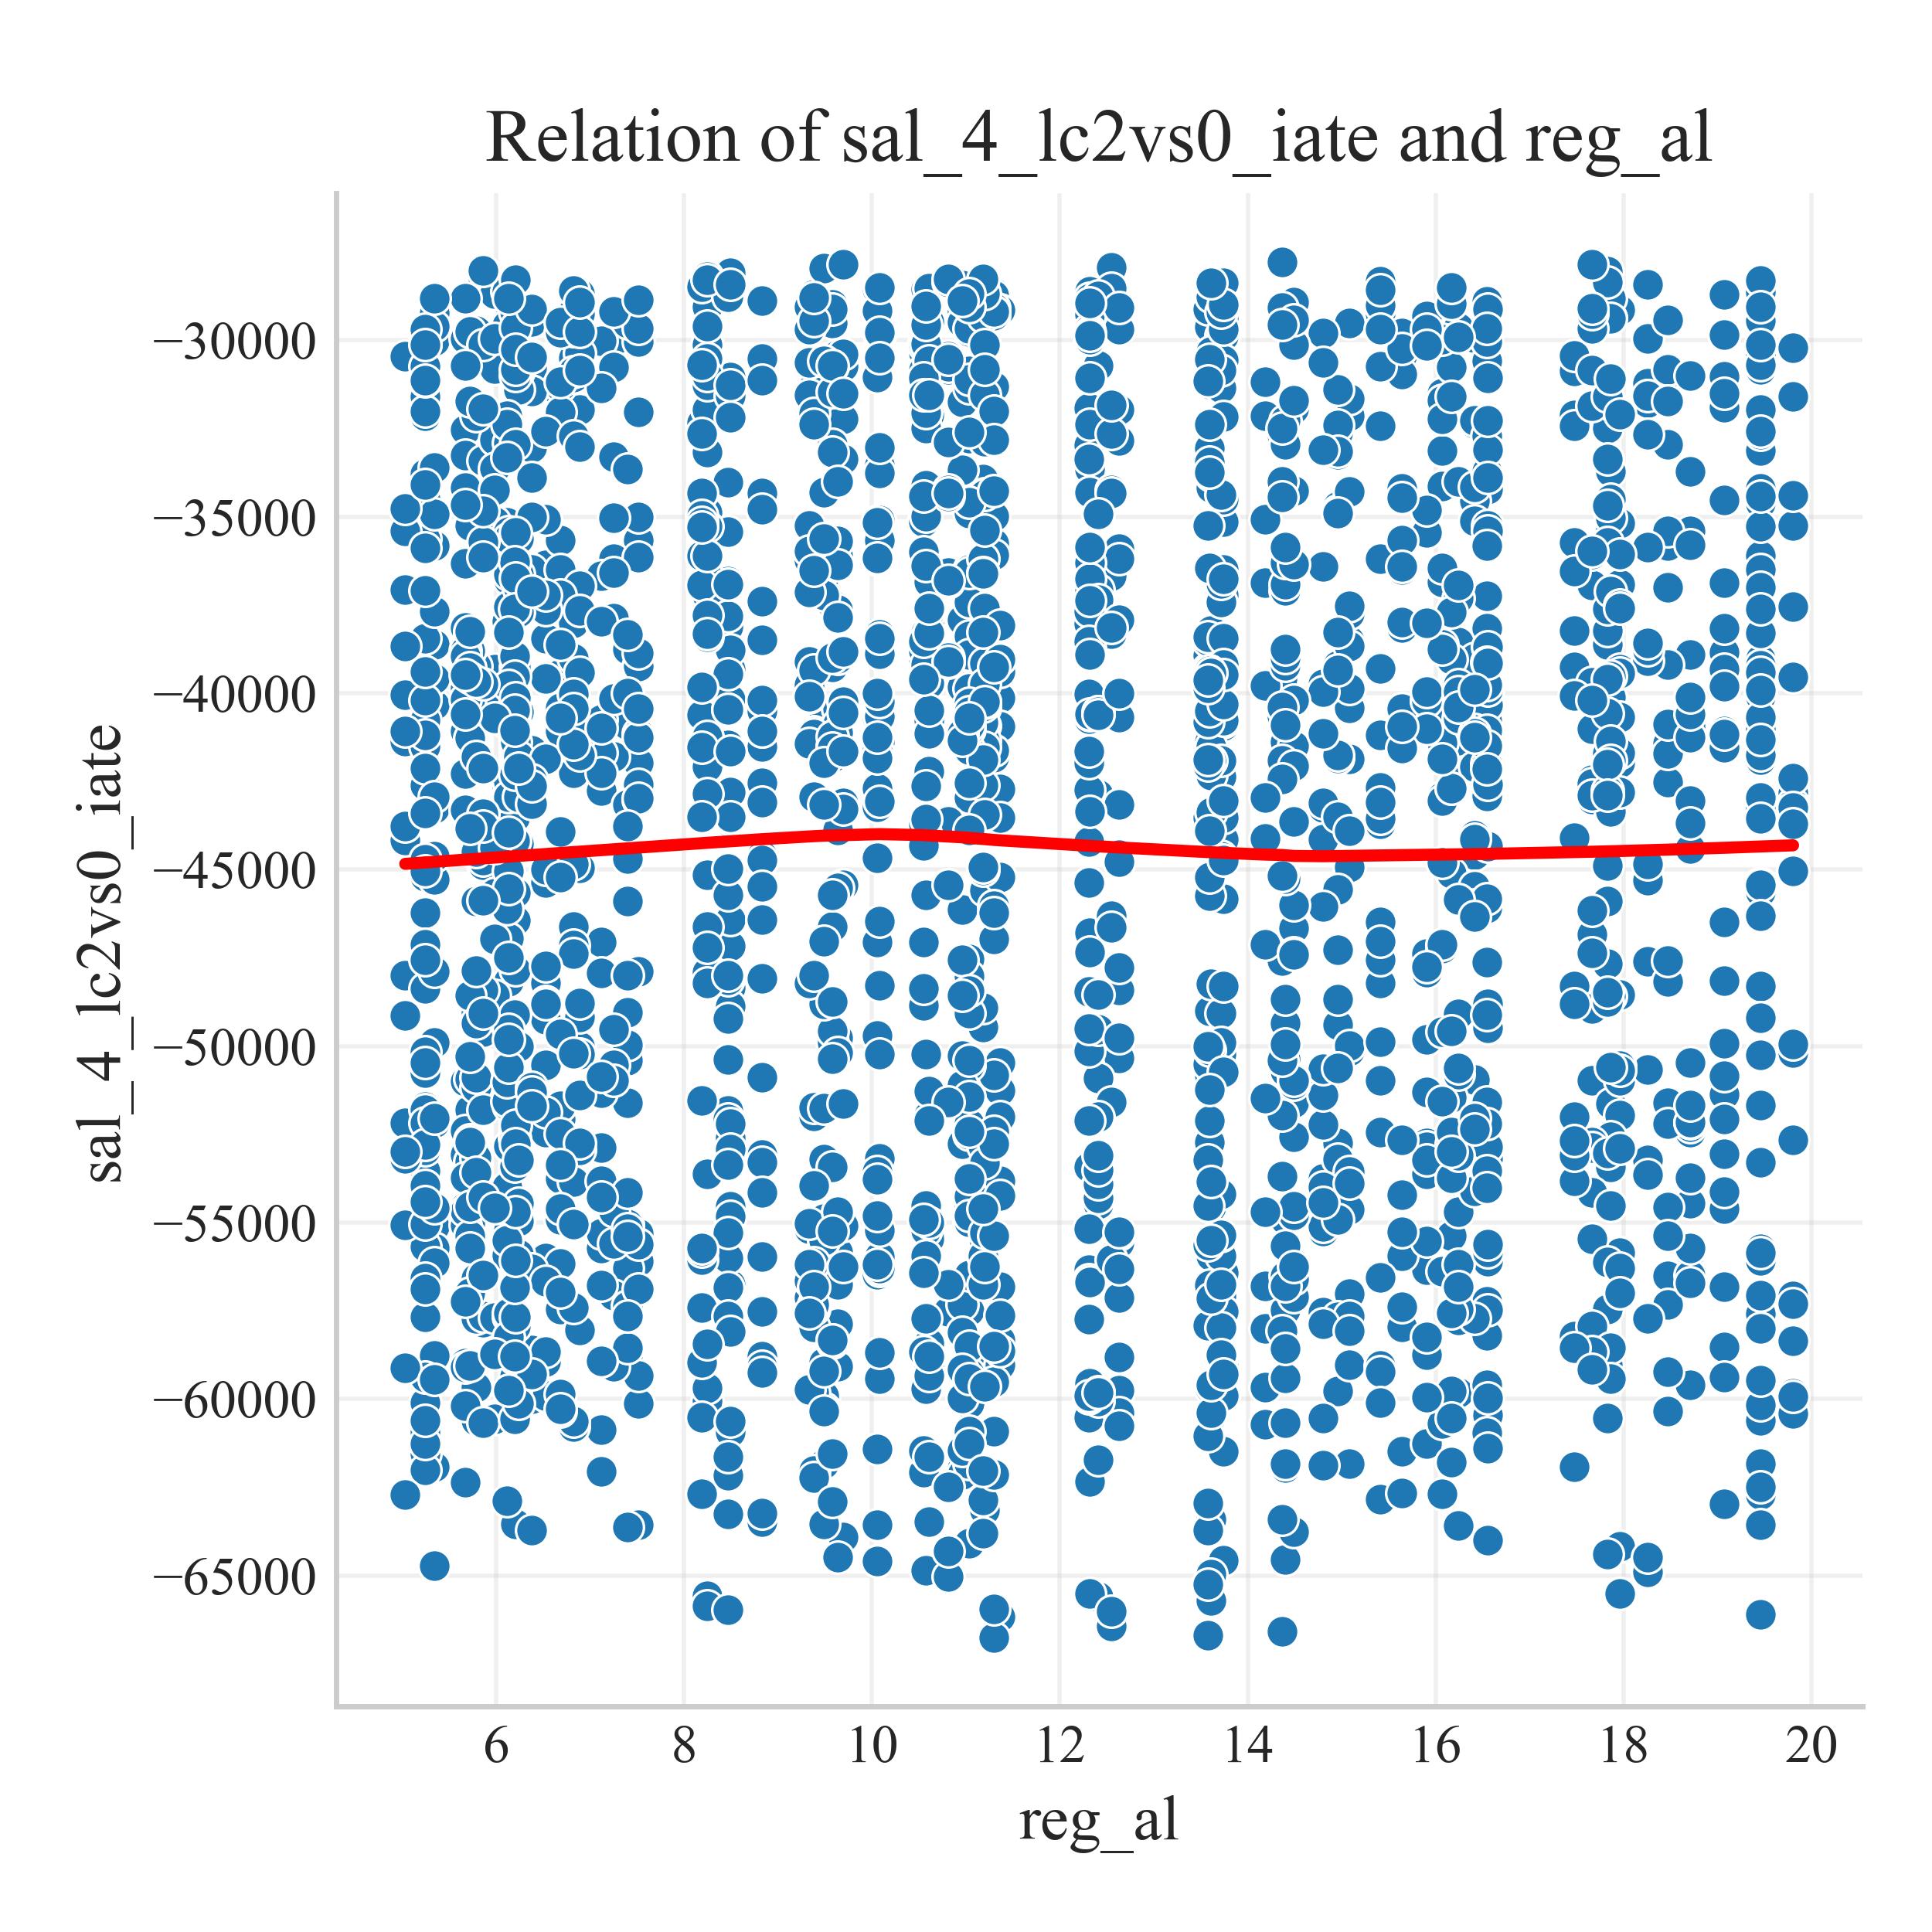 Relation of sal_4_lc2vs0_iate and reg_al
−30000
−35000
−40000
−45000
−50000
−55000
−60000
−65000
sal_4_lc2vs0_iate
6 8 10 12 14 16 18 20
reg_al